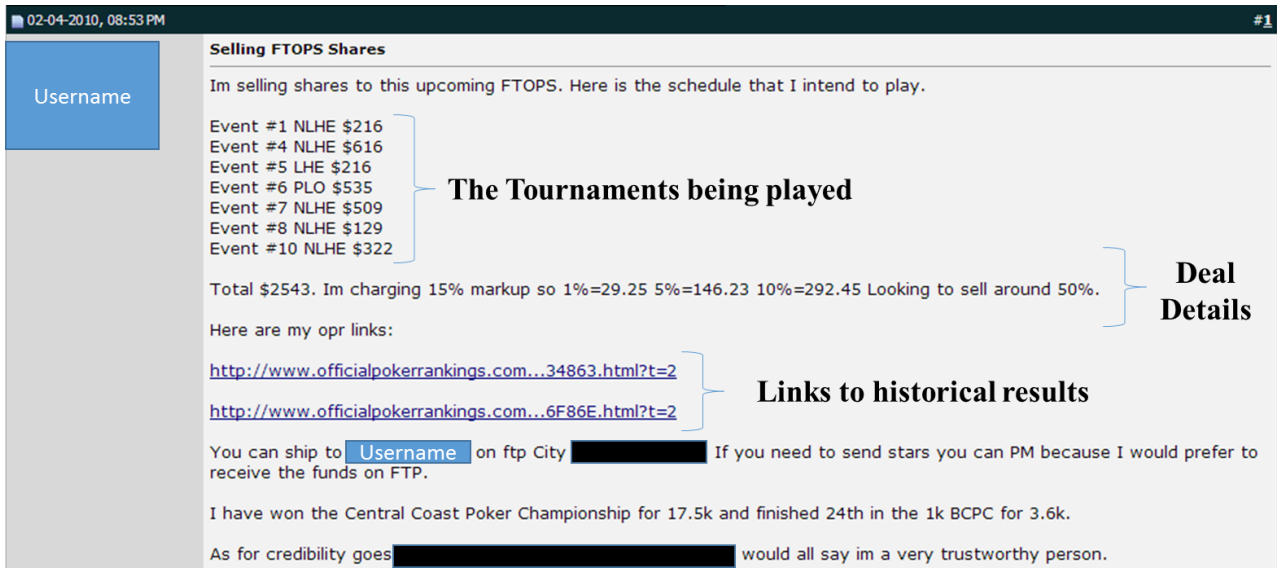 02-04-2010, 08:53 PM #1
Username
Selling FTOPS Shares
Im selling shares to this upcoming FTOPS. Here is the schedule that I intend to play.
Event #1 NLHE $216
Event #4 NLHE $616
Event #5 LHE $216
Event #6 PLO $535
Event #7 NLHE $509
Event #8 NLHE $129
Event #10 NLHE $322
The Tournaments being played
Total $2543. Im charging 15% markup so 1%=29.25 5%=146.23 10%=292.45 Looking to sell around 50%.
Deal
Details
Here are my opr links:
http://www.officialpokerrankings.com...34863.html?t=2
http://www.officialpokerrankings.com...6F86E.html?t=2
Links to historical results
You can ship to Username on ftp City If you need to send stars you can PM because I would prefer to
receive the funds on FTP.
I have won the Central Coast Poker Championship for 17.5k and finished 24th in the 1k BCPC for 3.6k.
As for credibility goes would all say im a very trustworthy person.